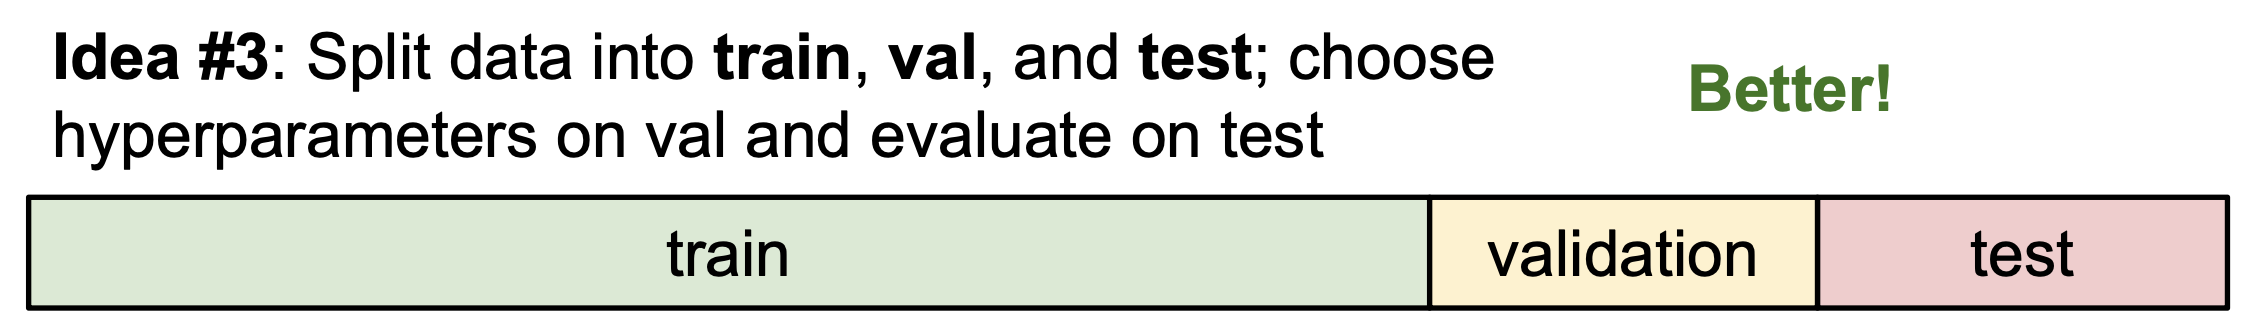 Idea #3: Split data into train, val, and test; choose
hyperparameters on val and evaluate on test
Better!
train
validation
test